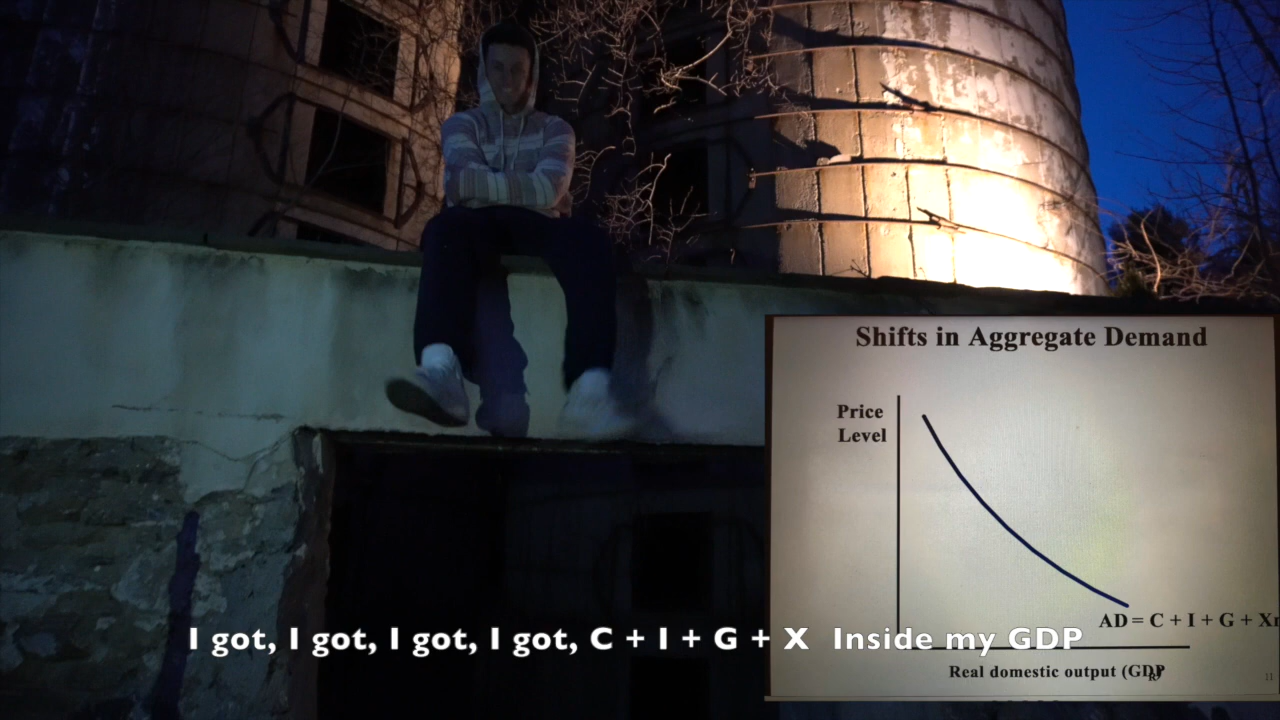 Shifts in Aggregate Demand
Price
Level
AD = C + I + G + Xn
I got, I got, I got, I got, C + I + G + X Inside my GDP
Real domestic output (GDP
R)
11